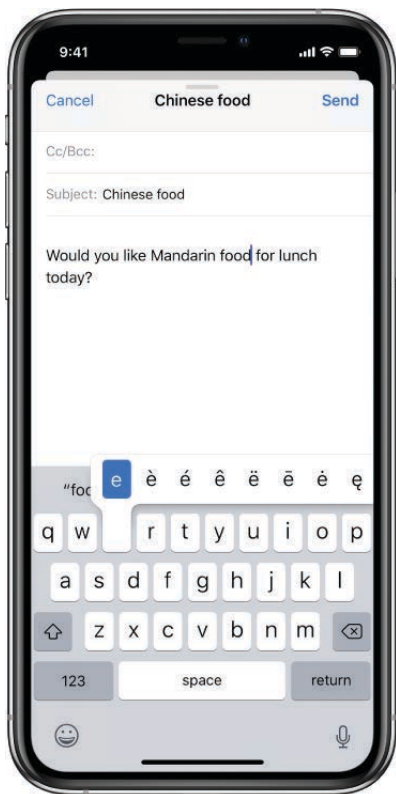 9:41
Cancel Chinese food Send
Cc/Bcc:
Subject: Chinese food
Would you like Mandarin food for lunch
today?
"foo
e è é ê ë ē ė ę
q w r t y u i o p
a s d f g h j k l
z x c v b n m
123 space return